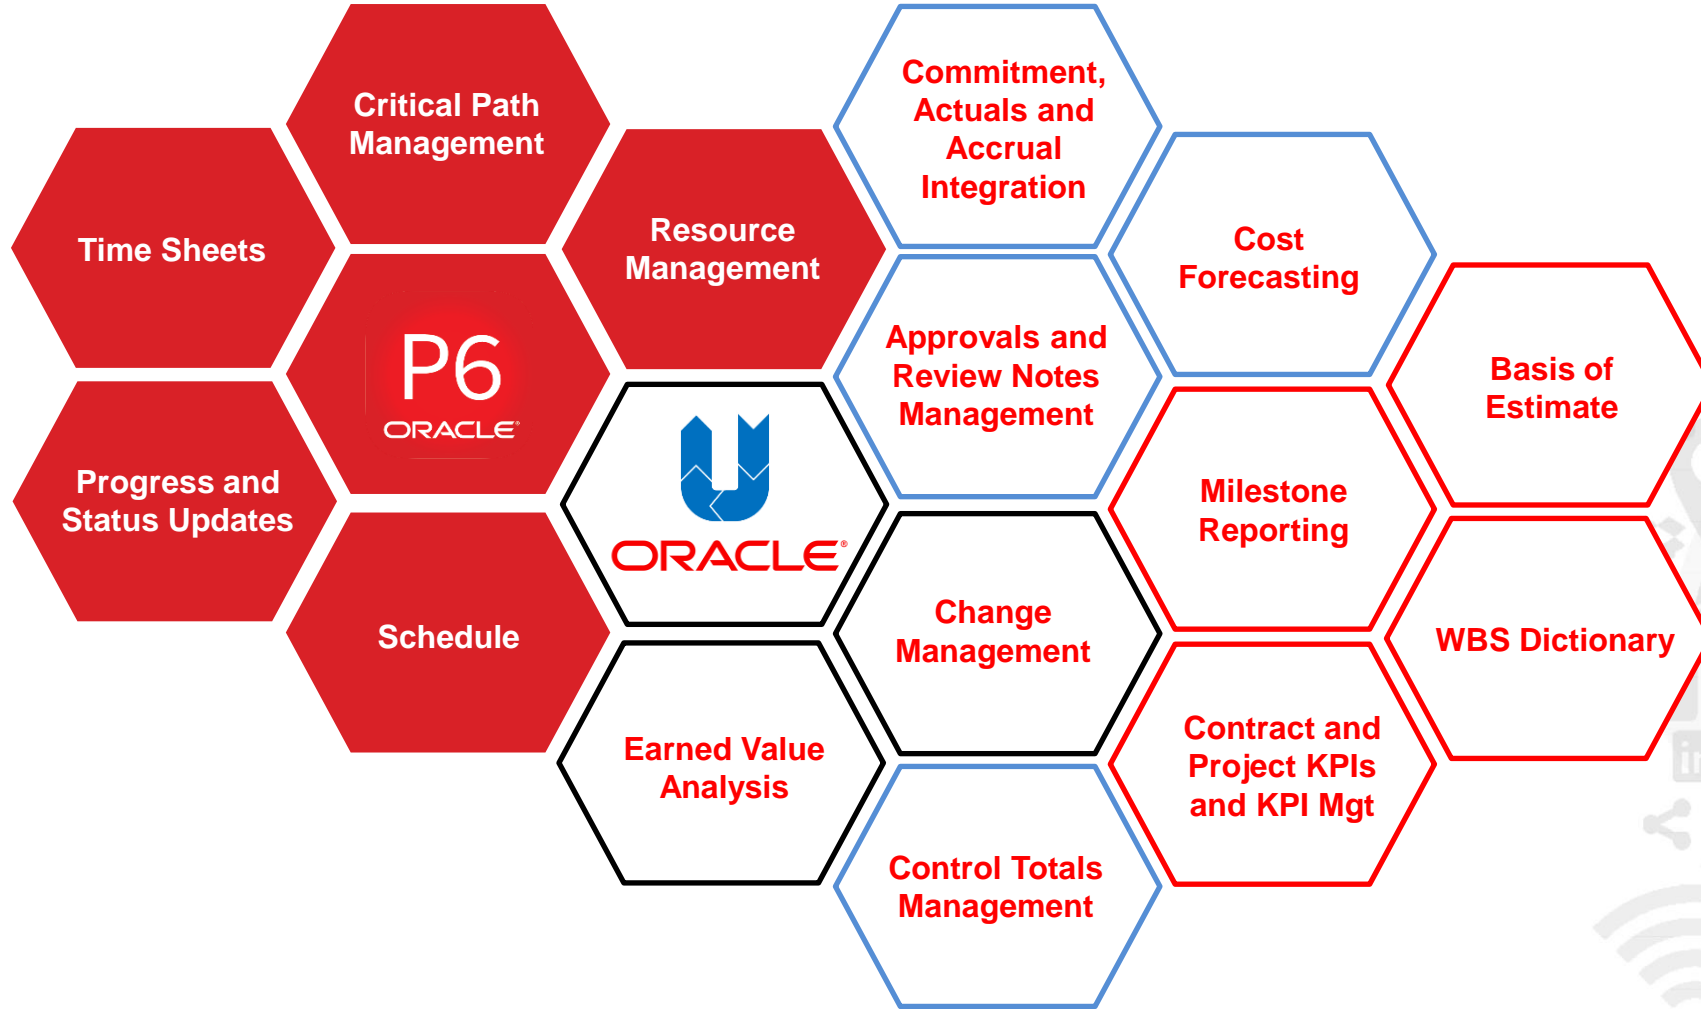 Critical Path
Management
Time Sheets
Resource
Management
P6
ORACLE®
Progress and
Status Updates
Schedule
Commitment,
Actuals and
Accrual
Integration
Cost
Forecasting
Approvals and
Review Notes
Management
Basis of
Estimate
ORACLE®
Milestone
Reporting
Change
Management
WBS Dictionary
Earned Value
Analysis
Contract and
Project KPIs
and KPI Mgt
Control Totals
Management
in